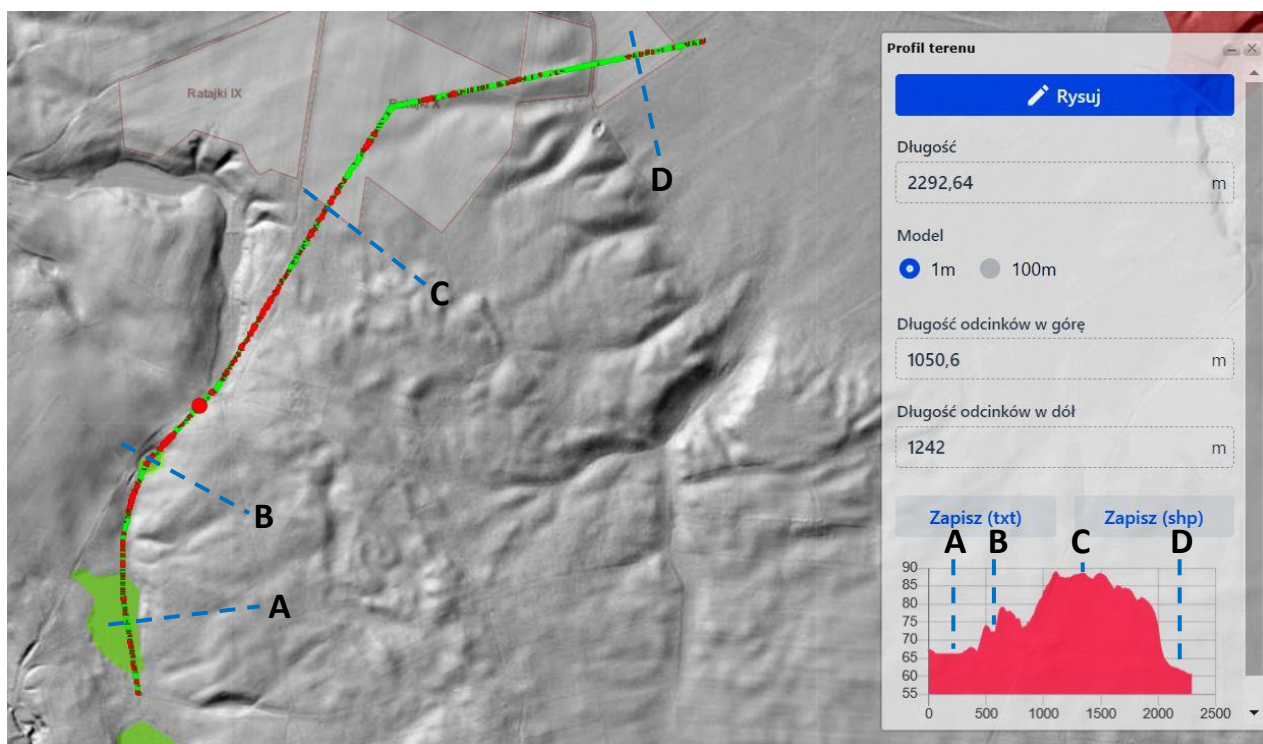 Ratajki IX
Ratajki X
A
B
C
D
Profil terenu
Rysuj
Długość
2292,64 m
Model
1m 100m
Długość odcinków w górę
1050,6 m
Długość odcinków w dół
1242 m
Zapisz (txt) Zapisz (shp)
A B C D
90
85
80
75
70
65
60
55
0 500 1000 1500 2000 2500